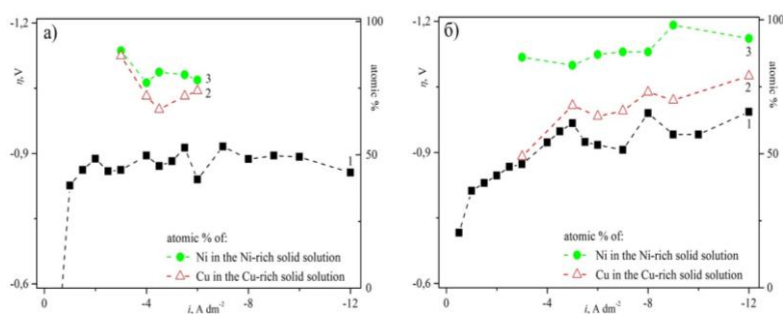 а)
-1,2
-0,9
-0,6
η, V
100
50
0
atomic %
3
2
1
atomic % of:
Ni in the Ni-rich solid solution
Cu in the Cu-rich solid solution
0 -4 -8 -12
i, A dm-2
б)
-1,2
-0,9
-0,6
η, V
100
50
0
atomic %
3
2
1
atomic % of:
Ni in the Ni-rich solid solution
Cu in the Cu-rich solid solution
0 -4 -8 -12
i, A dm-2